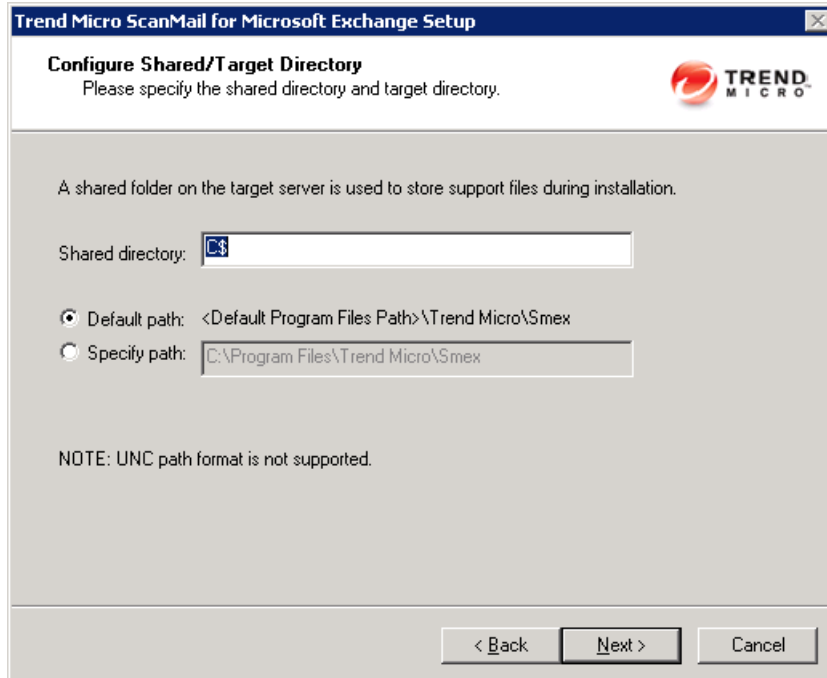 Trend Micro ScanMail for Microsoft Exchange Setup
Configure Shared/Target Directory
Please specify the shared directory and target directory.
TREND
MICRO
A shared folder on the target server is used to store support files during installation.
Shared directory: C$
Default path: <Default Program Files Path>\Trend Micro\Smex
Specify path: C:\Program Files\Trend Micro\Smex
NOTE: UNC path format is not supported.
< Back Next > Cancel